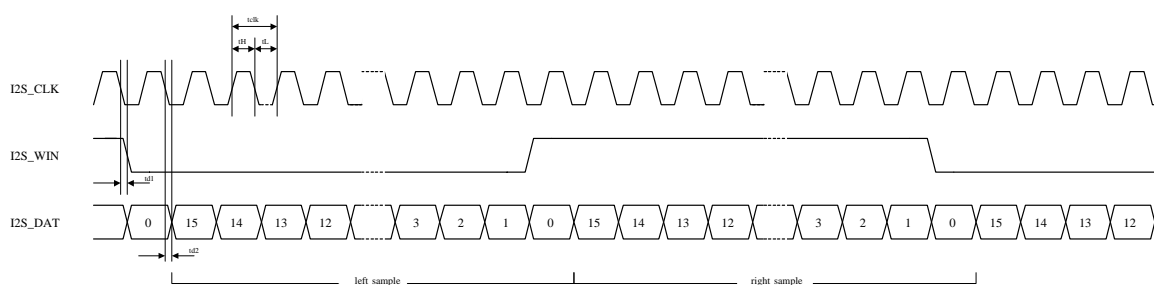 tclk
tH tL
I2S_CLK
I2S_WIN
td1
I2S_DAT 0 15 14 13 12 3 2 1 0 15 14 13 12 3 2 1 0 15 14 13 12
td2
left sample right sample